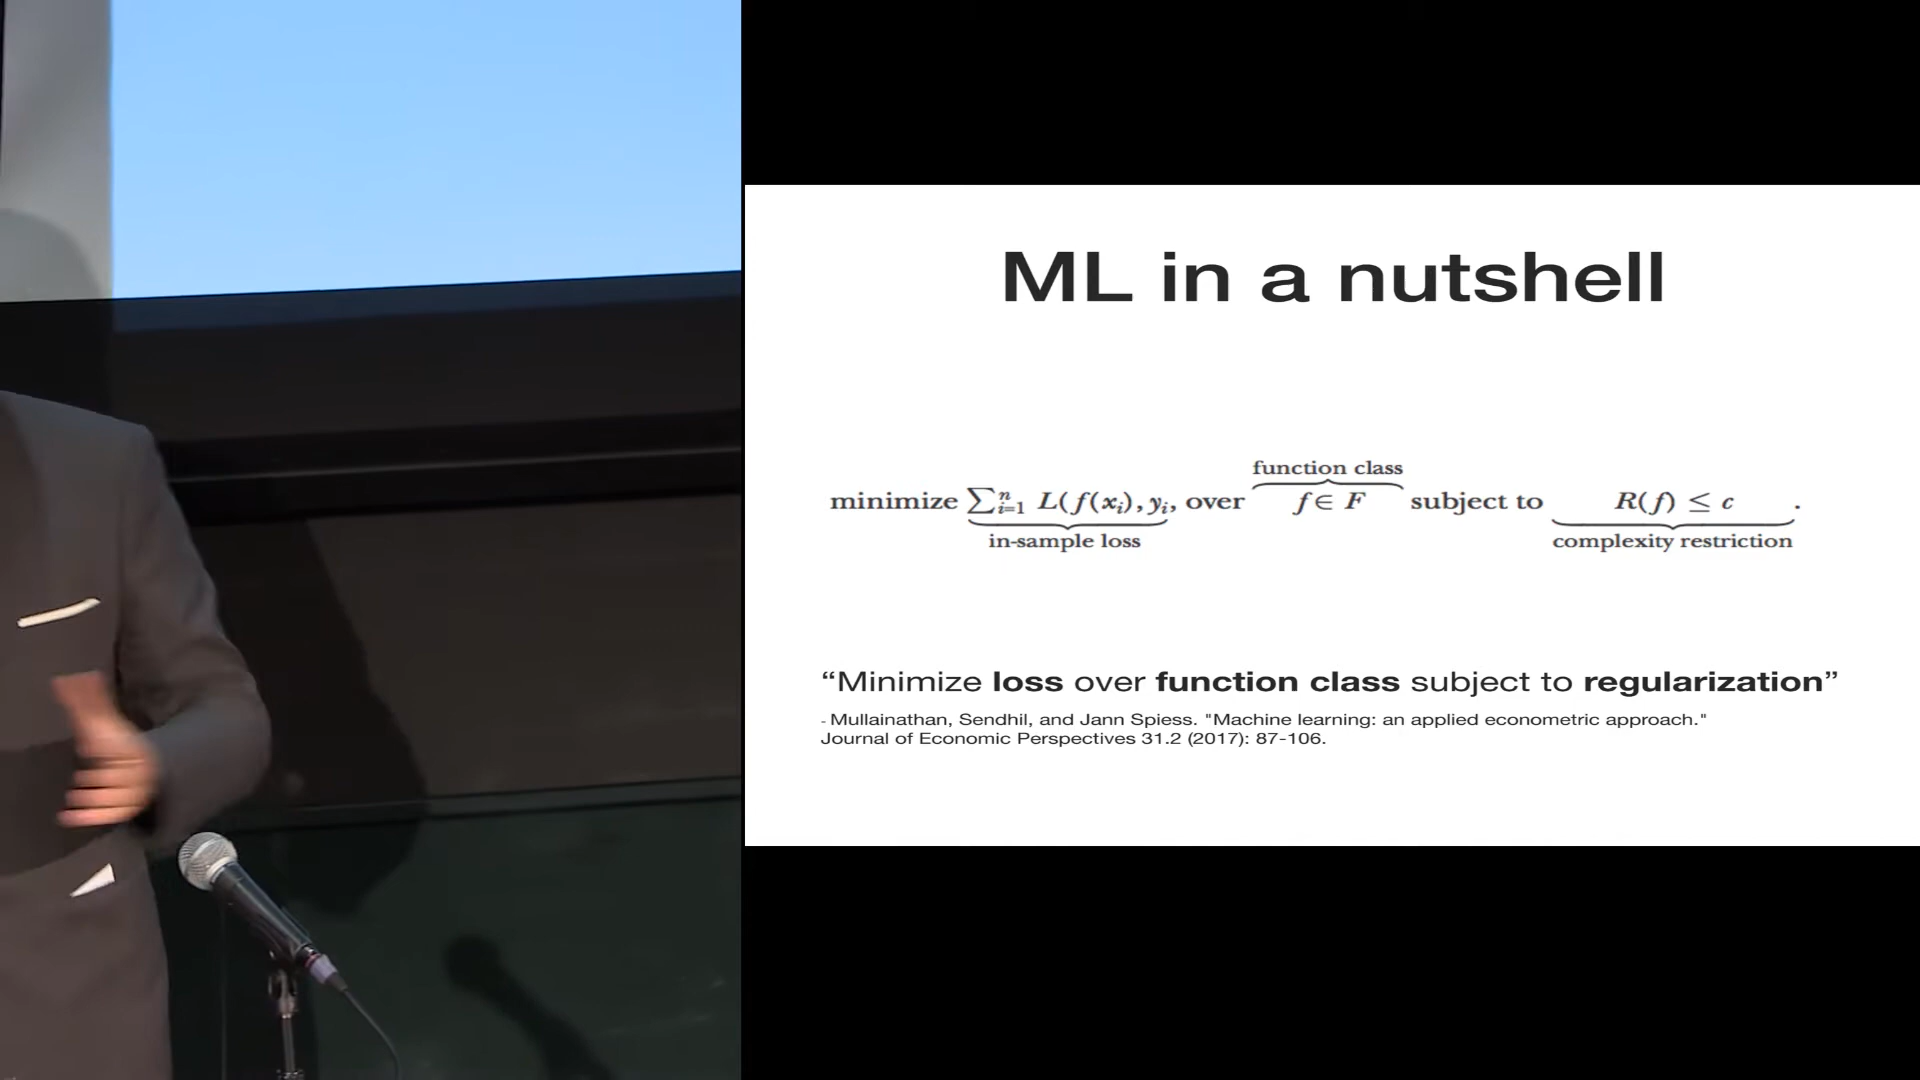 ML in a nutshell
function class
minimize ∑ⁿᵢ₌₁ L(f(xᵢ), yᵢ, over f ∈ F subject to R(f) ≤ c .
in-sample loss complexity restriction
“Minimize loss over function class subject to regularization”
- Mullainathan, Sendhil, and Jann Spiess. "Machine learning: an applied econometric approach."
Journal of Economic Perspectives 31.2 (2017): 87-106.